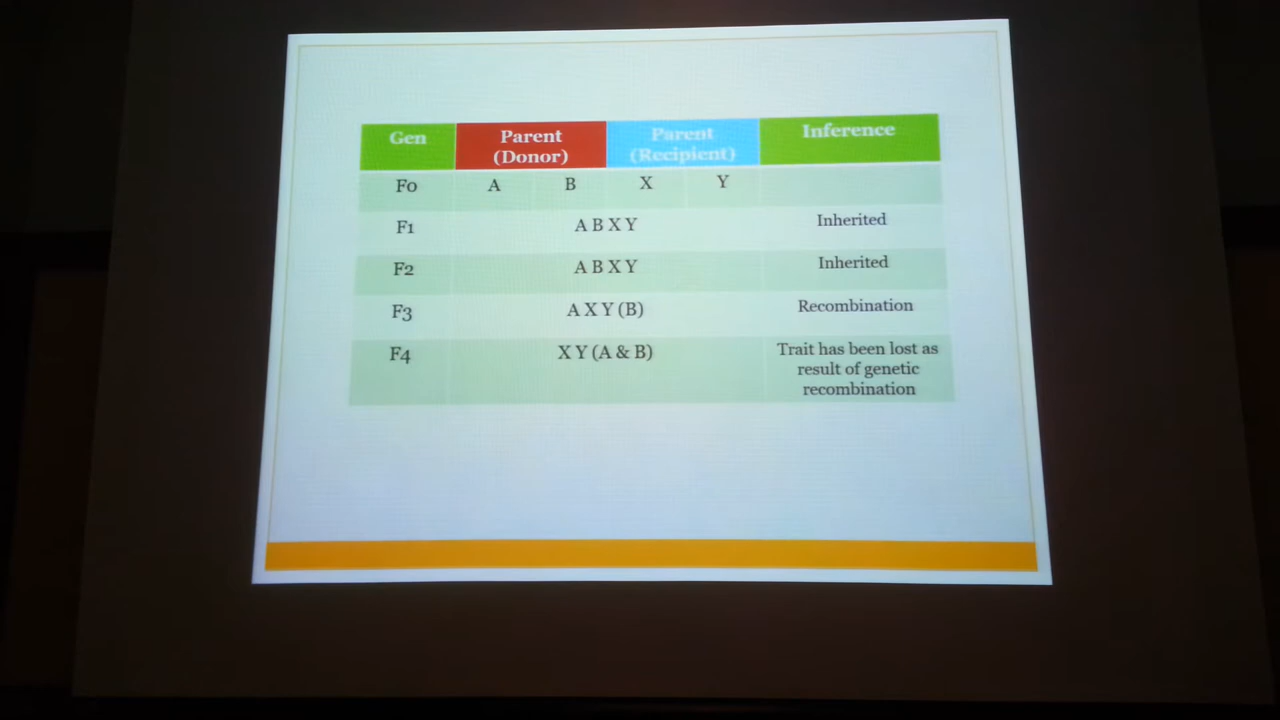 Gen Parent (Donor) Parent (Recipient) Inference
F0 A B X Y
F1 A B X Y Inherited
F2 A B X Y Inherited
F3 A X Y (B) Recombination
F4 X Y (A & B) Trait has been lost as
result of genetic
recombination